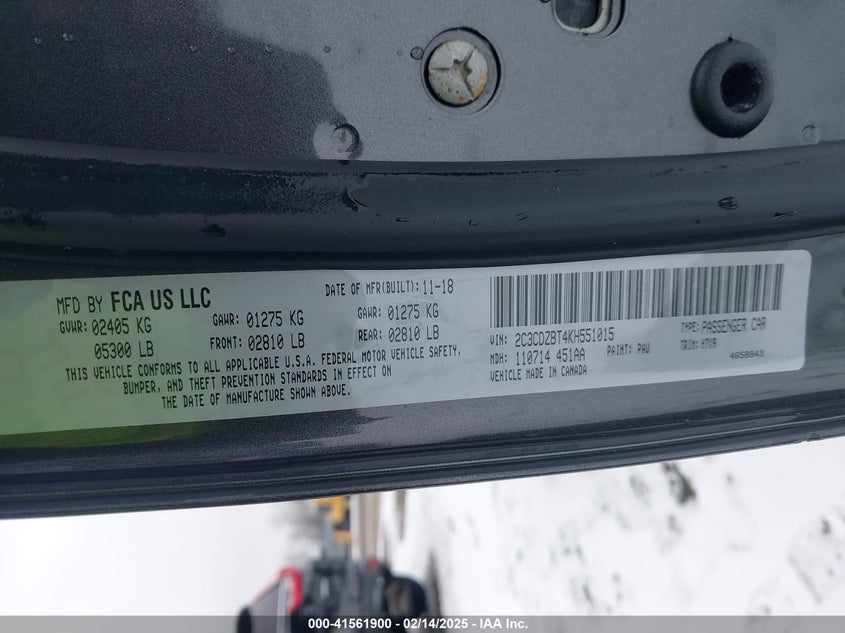 MFD BY FCA US LLC
DATE OF MFR(BUILT): 11-18
GVWR: 02405 KG
GAWR: 01275 KG
GAWR: 01275 KG
05300 LB
FRONT: 02810 LB
REAR: 02810 LB
THIS VEHICLE CONFORMS TO ALL APPLICABLE U.S.A. FEDERAL MOTOR VEHICLE SAFETY,
BUMPER, AND THEFT PREVENTION STANDARDS IN EFFECT ON
THE DATE OF MANUFACTURE SHOWN ABOVE.
VIN: 2C3CDZBT4KH551015
TYPE: PASSENGER CAR
MDH: 110714 451AA
PAINT: PAU
TRIM: H7X9
VEHICLE MADE IN CANADA
4658843
000-41561900 - 02/14/2025 - IAA Inc.